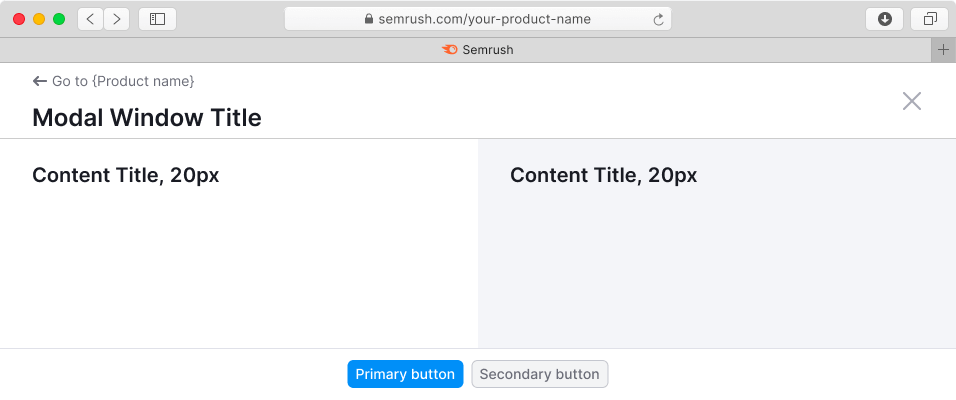 semrush.com/your-product-name
Semrush
Go to {Product name}
Modal Window Title
Content Title, 20px
Content Title, 20px
Primary button
Secondary button